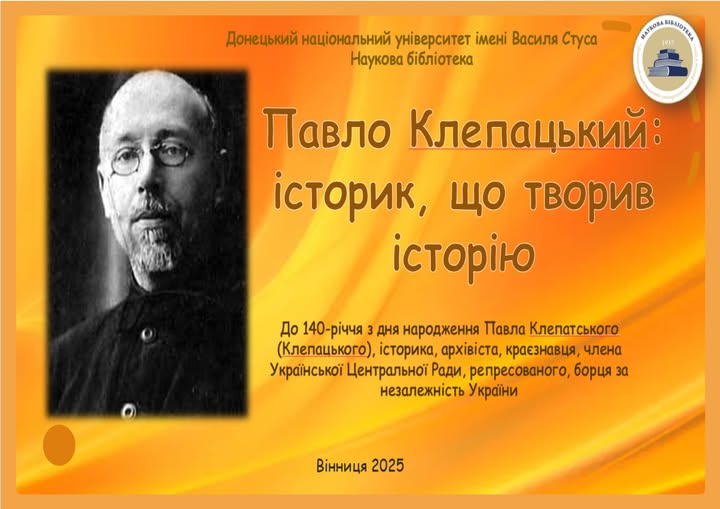 Донецький національний університет імені Василя Стуса
Наукова бібліотека
НАУКОВА БІБЛІОТЕКА
1937
Павло Клепацький:
історик, що творив
історію
До 140-річчя з дня народження Павла Клепатського
(Клепацького), історика, архівіста, краєзнавця, члена
Української Центральної Ради, репресованого, борця за
незалежність України
Вінниця 2025